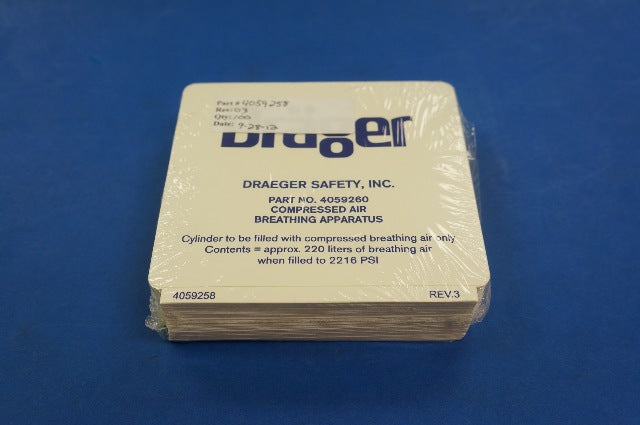 Part # 4059258
Rev: 03
Qty: 100
Date: 9-28-12
Dräger
DRAEGER SAFETY, INC.
PART NO. 4059260
COMPRESSED AIR
BREATHING APPARATUS
Cylinder to be filled with compressed breathing air only
Contents = approx. 220 liters of breathing air
when filled to 2216 PSI
4059258 REV.3